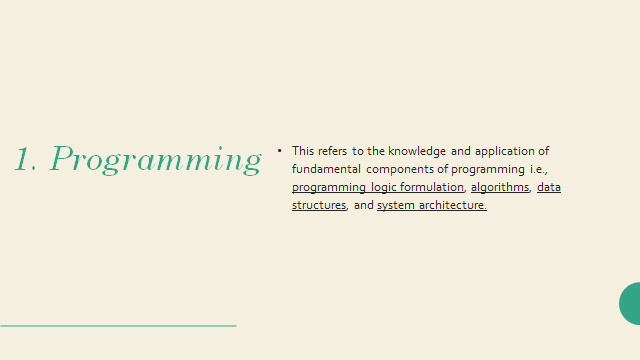 1. Programming
• This refers to the knowledge and application of
fundamental components of programming i.e.,
programming logic formulation, algorithms, data
structures, and system architecture.